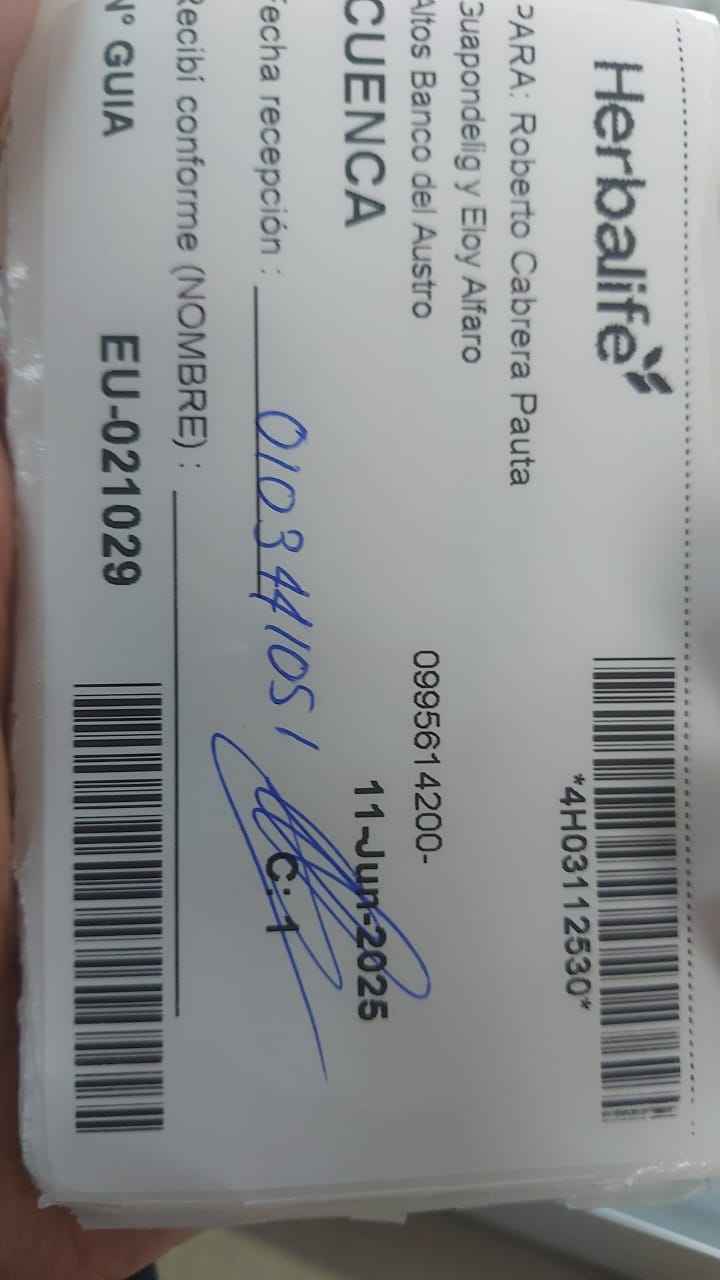 Herbalife
*4H03112530*
PARA: Roberto Cabrera Pauta
Guapondelig y Eloy Alfaro
Altos Banco del Austro 0995614200-
CUENCA 11-Jun-2025
Fecha recepción : 0103441051 C: 1
Recibí conforme (NOMBRE) :
N° GUIA EU-021029